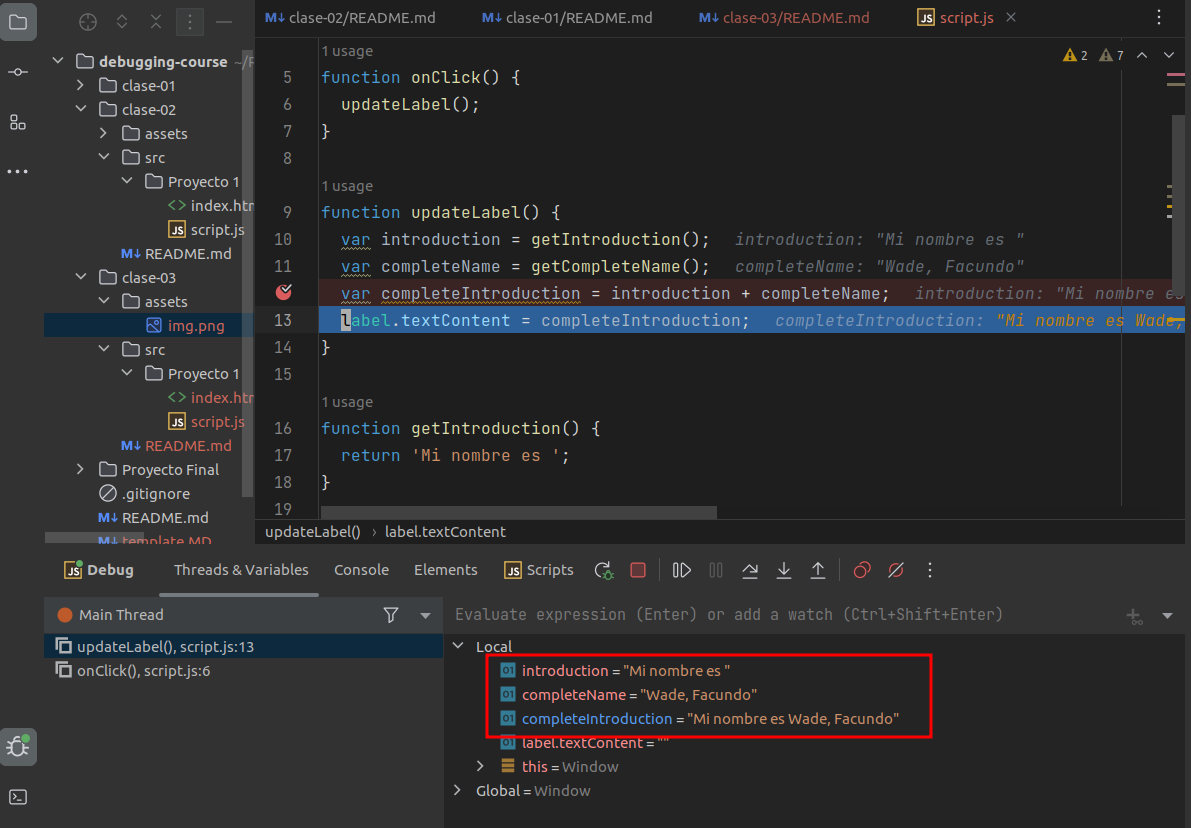 clase-02/README.md clase-01/README.md clase-03/README.md JS script.js
debugging-course ~/R
clase-01
clase-02
assets
src
Proyecto 1
<> index.htm
JS script.js
M↓ README.md
clase-03
assets
img.png
src
Proyecto 1
<> index.htm
JS script.js
M↓ README.md
Proyecto Final
.gitignore
M↓ README.md
M↓ template.MD
2 7
1 usage
5 function onClick() {
6 updateLabel();
7 }
8
1 usage
9 function updateLabel() {
10 var introduction = getIntroduction(); introduction: "Mi nombre es "
11 var completeName = getCompleteName(); completeName: "Wade, Facundo"
var completeIntroduction = introduction + completeName; introduction: "Mi nombre es
13 label.textContent = completeIntroduction; completeIntroduction: "Mi nombre es Wade,
14 }
15
1 usage
16 function getIntroduction() {
17 return 'Mi nombre es ';
18 }
19
updateLabel() › label.textContent
JS Debug Threads & Variables Console Elements JS Scripts
Main Thread
updateLabel(), script.js:13
onClick(), script.js:6
Evaluate expression (Enter) or add a watch (Ctrl+Shift+Enter)
Local
01 introduction = "Mi nombre es "
01 completeName = "Wade, Facundo"
01 completeIntroduction = "Mi nombre es Wade, Facundo"
01 label.textContent = ""
this = Window
Global = Window